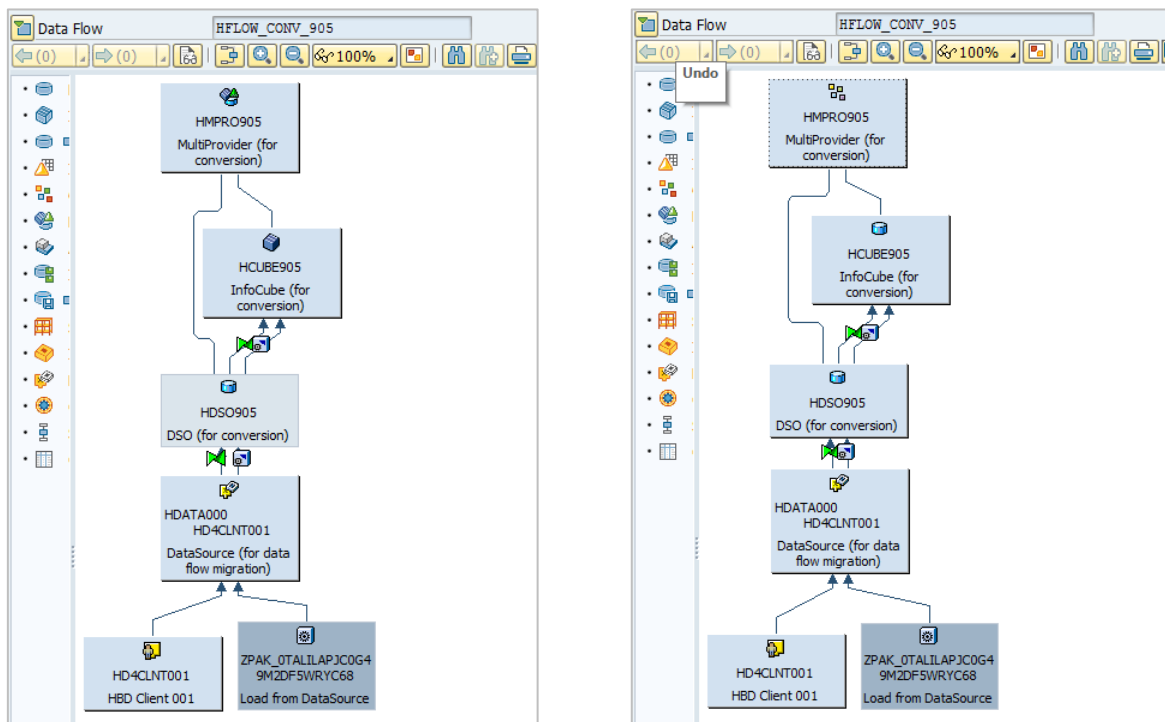 Data Flow HFLOW_CONV_905
(0) (0) 100%
HMPRO905
MultiProvider (for
conversion)
HCUBE905
InfoCube (for
conversion)
HDSO905
DSO (for conversion)
HDATA000
HD4CLNT001
DataSource (for data
flow migration)
HD4CLNT001
HBD Client 001
ZPAK_0TALILAPJC0G4
9M2DF5WRYC68
Load from DataSource
Data Flow HFLOW_CONV_905
(0) (0) 100%
Undo
HMPRO905
MultiProvider (for
conversion)
HCUBE905
InfoCube (for
conversion)
HDSO905
DSO (for conversion)
HDATA000
HD4CLNT001
DataSource (for data
flow migration)
HD4CLNT001
HBD Client 001
ZPAK_0TALILAPJC0G4
9M2DF5WRYC68
Load from DataSource